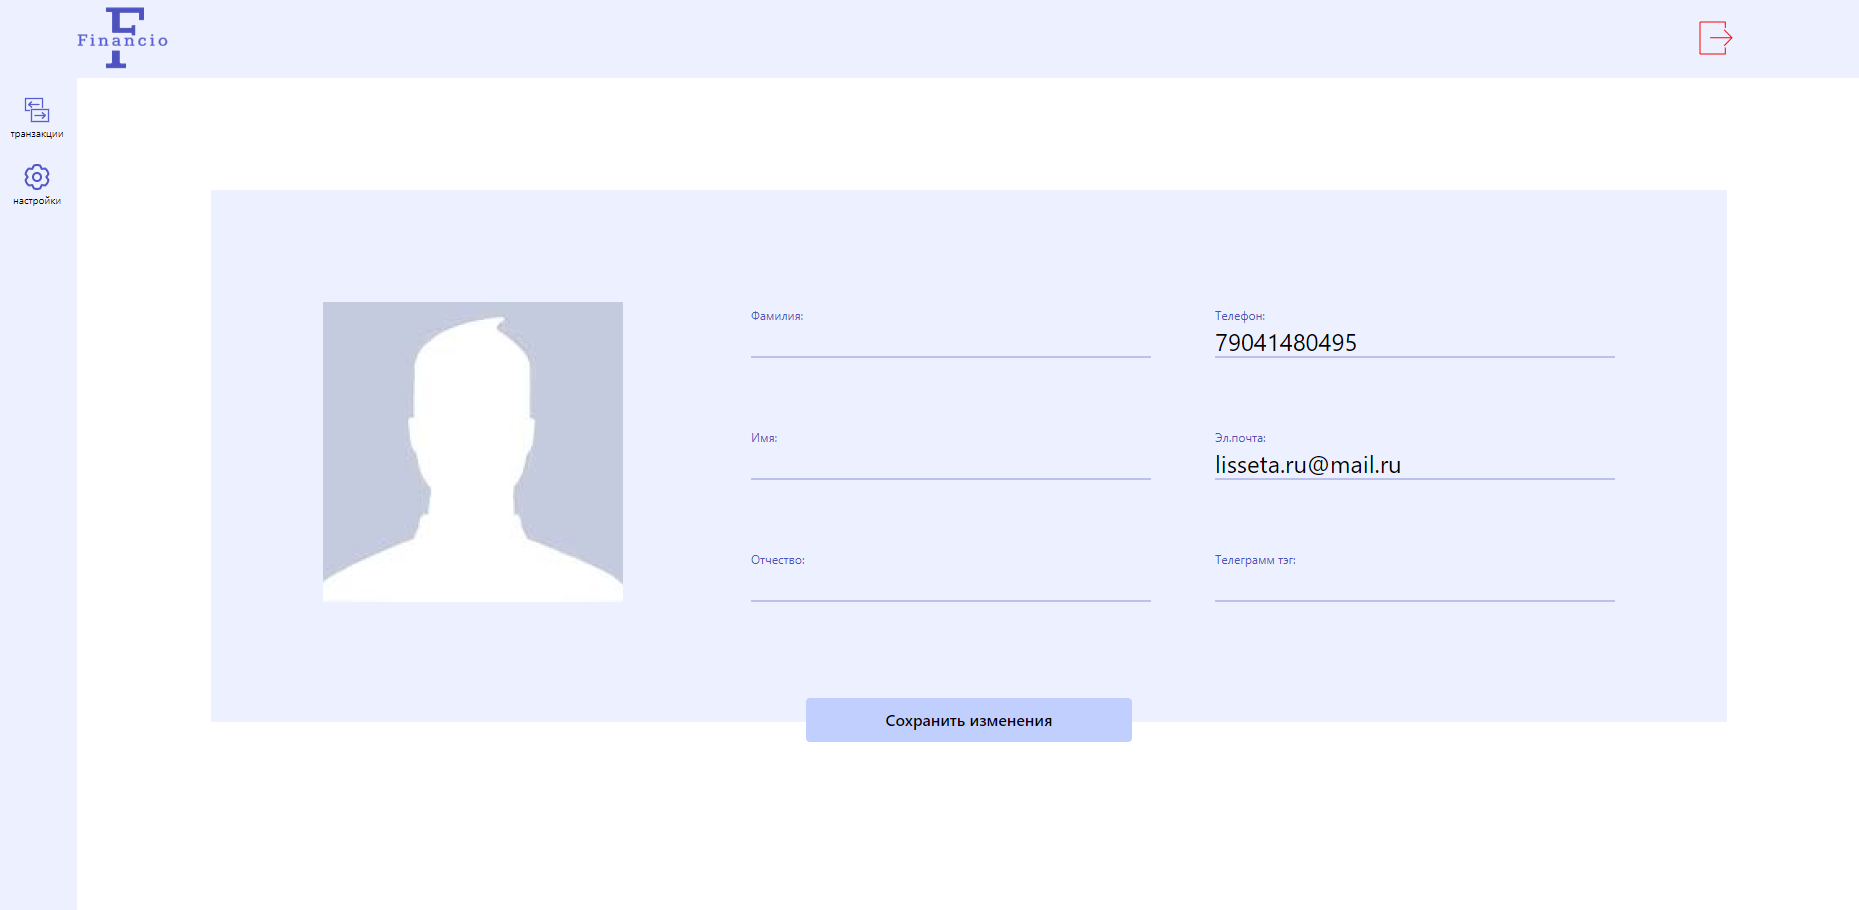 Financio
транзакции
настройки
Фамилия:
Имя:
Отчество:
Телефон:
79041480495
Эл.почта:
lisseta.ru@mail.ru
Телеграмм тэг:
Сохранить изменения